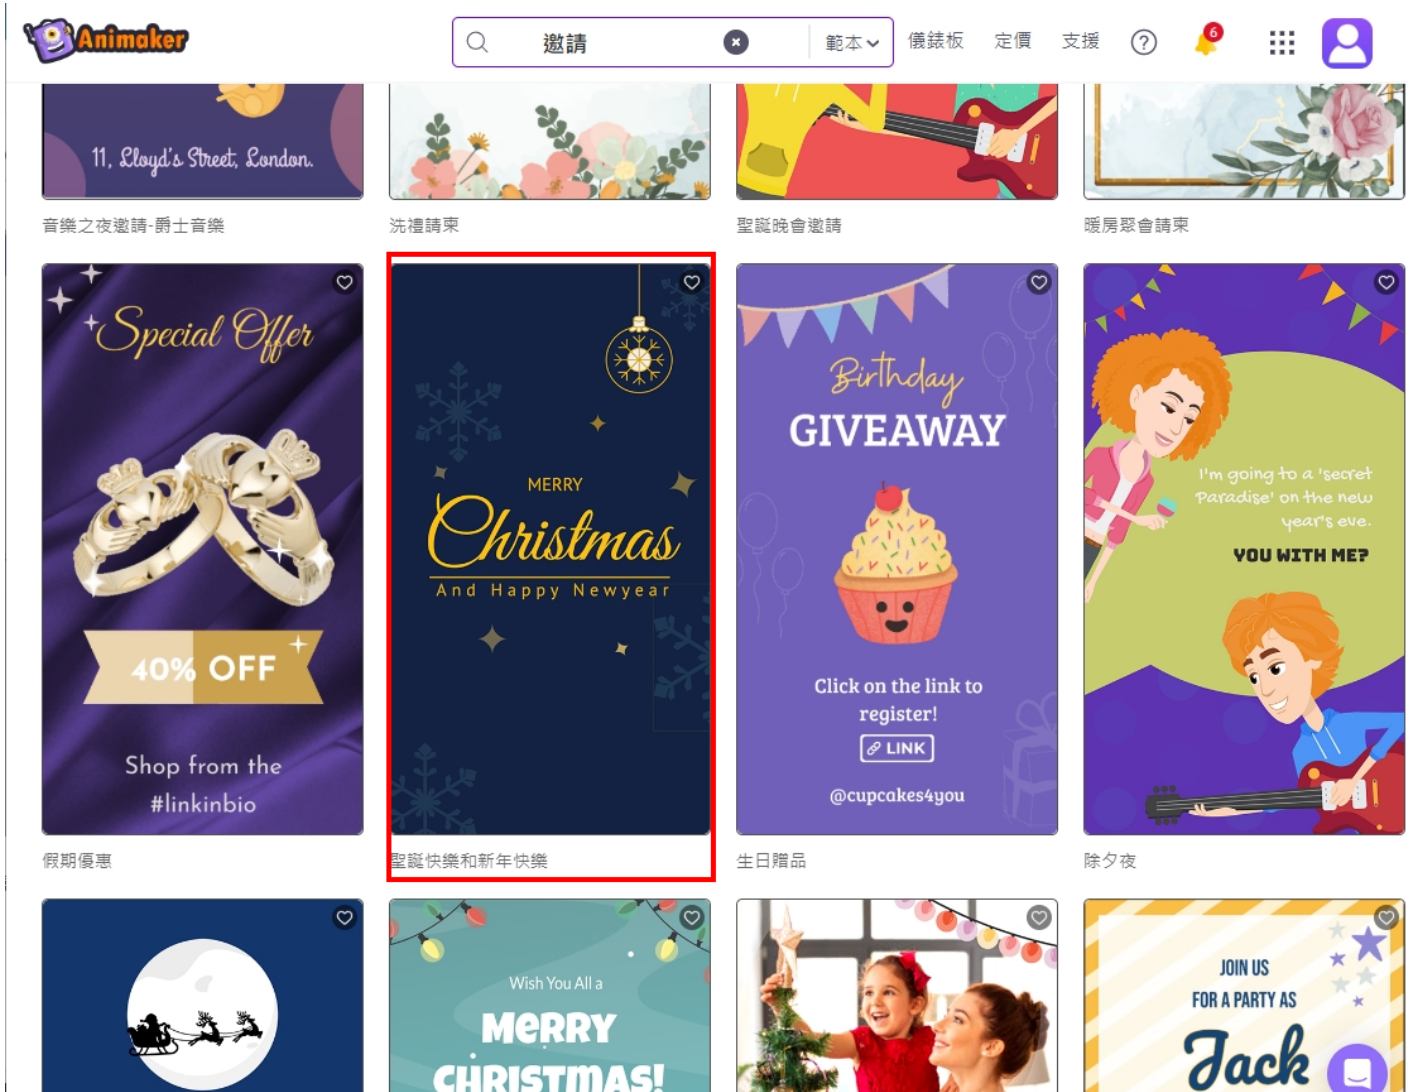 Animaker
邀請
範本
儀錶板
定價
支援
?
6
11, Lloyd's Street, London.
音樂之夜邀請-爵士音樂
洗禮請柬
聖誕晚會邀請
暖房聚會請柬
Special Offer
40% OFF
Shop from the
#linkinbio
假期優惠
MERRY
Christmas
And Happy Newyear
聖誕快樂和新年快樂
Birthday
GIVEAWAY
Click on the link to
register!
LINK
@cupcakes4you
生日贈品
I'm going to a 'secret
Paradise' on the new
year's eve.
YOU WITH ME?
除夕夜
Wish You All a
MERRY
CHRISTMAS!
JOIN US
FOR A PARTY AS
Jack